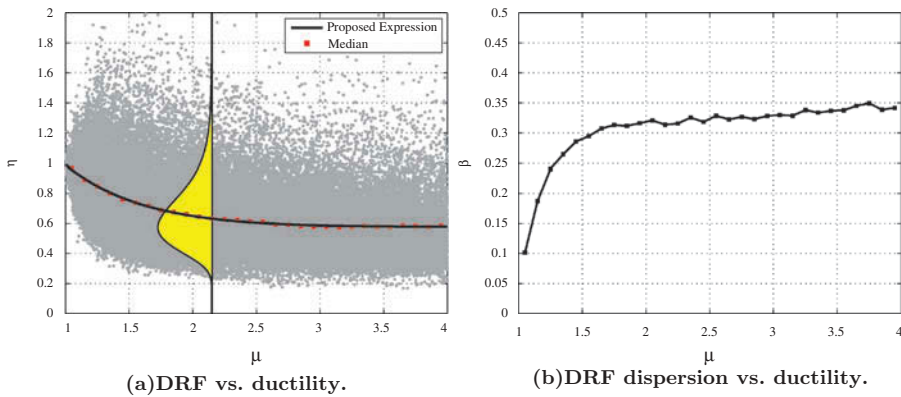 2
1.8
1.6
1.4
1.2
1
0.8
0.6
0.4
0.2
0
η
Proposed Expression
Median
1 1.5 2 2.5 3 3.5 4
μ
(a)DRF vs. ductility.
0.5
0.45
0.4
0.35
0.3
0.25
0.2
0.15
0.1
0.05
0
β
1 1.5 2 2.5 3 3.5 4
μ
(b)DRF dispersion vs. ductility.